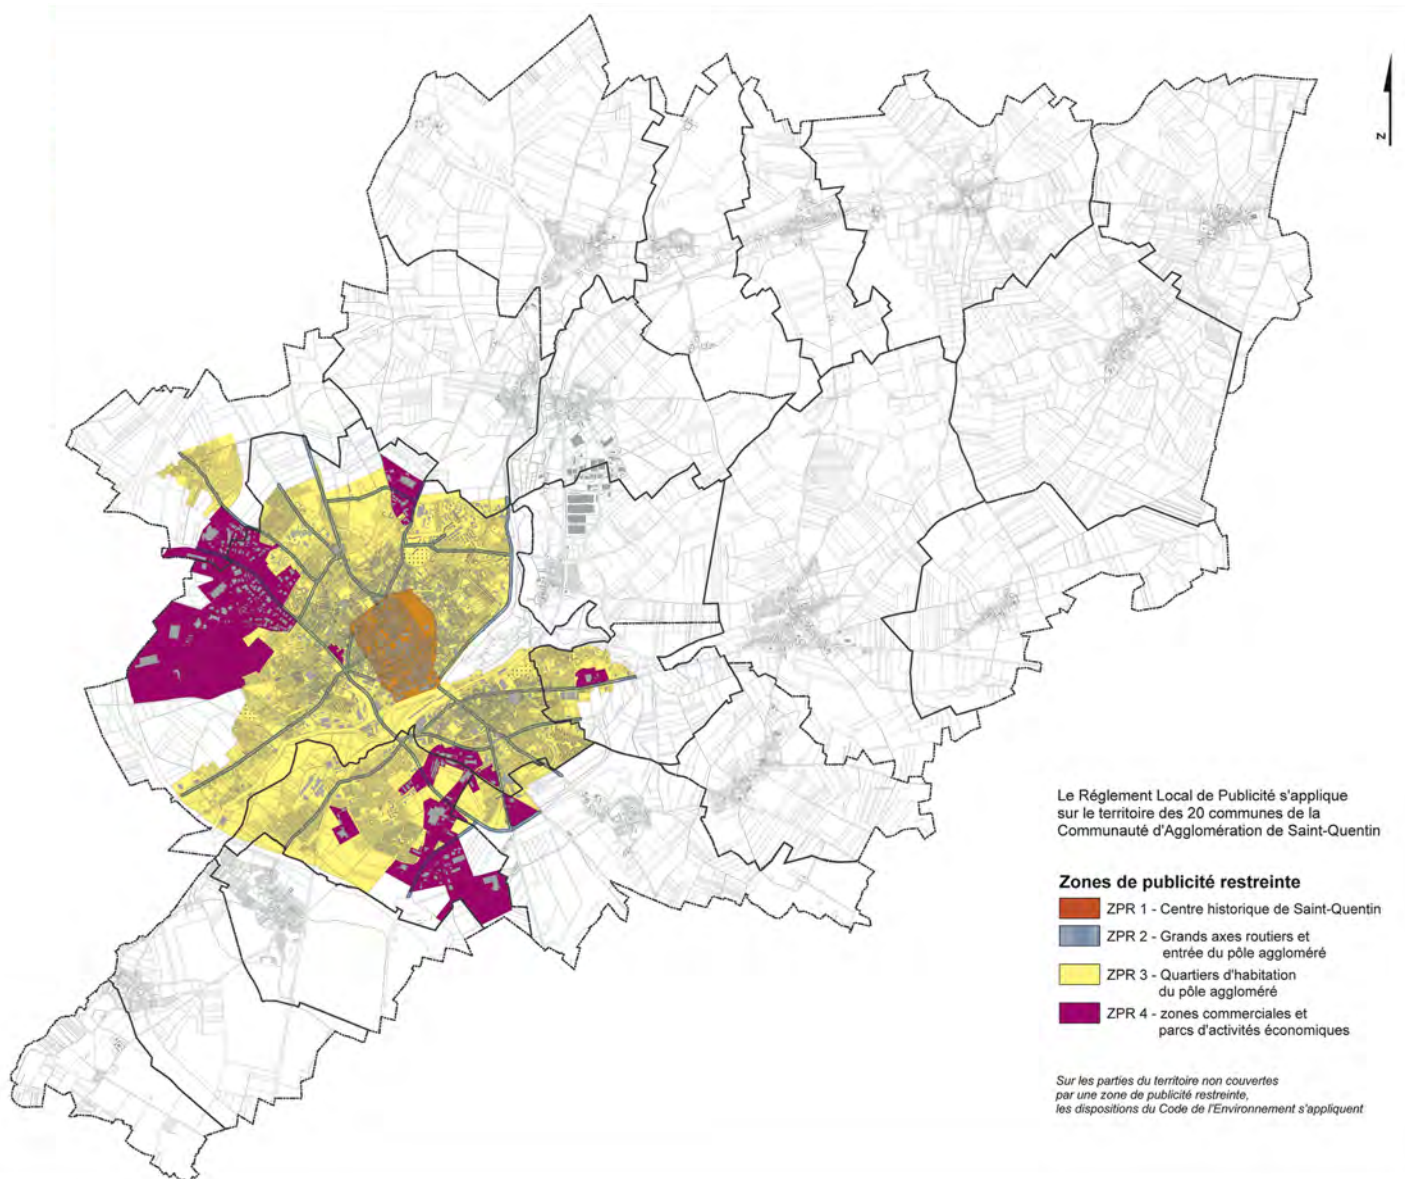 N
Le Réglement Local de Publicité s'applique
sur le territoire des 20 communes de la
Communauté d'Agglomération de Saint-Quentin
Zones de publicité restreinte
ZPR 1 - Centre historique de Saint-Quentin
ZPR 2 - Grands axes routiers et
entrée du pôle aggloméré
ZPR 3 - Quartiers d'habitation
du pôle aggloméré
ZPR 4 - zones commerciales et
parcs d'activités économiques
Sur les parties du territoire non couvertes
par une zone de publicité restreinte,
les dispositions du Code de l'Environnement s'appliquent